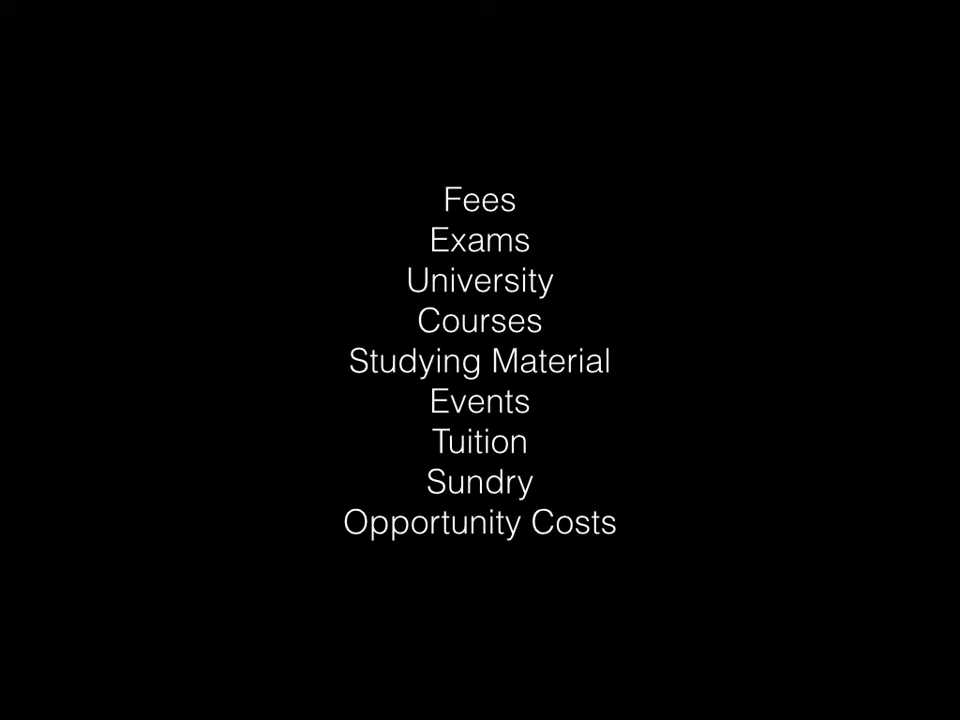 Fees
Exams
University
Courses
Studying Material
Events
Tuition
Sundry
Opportunity Costs